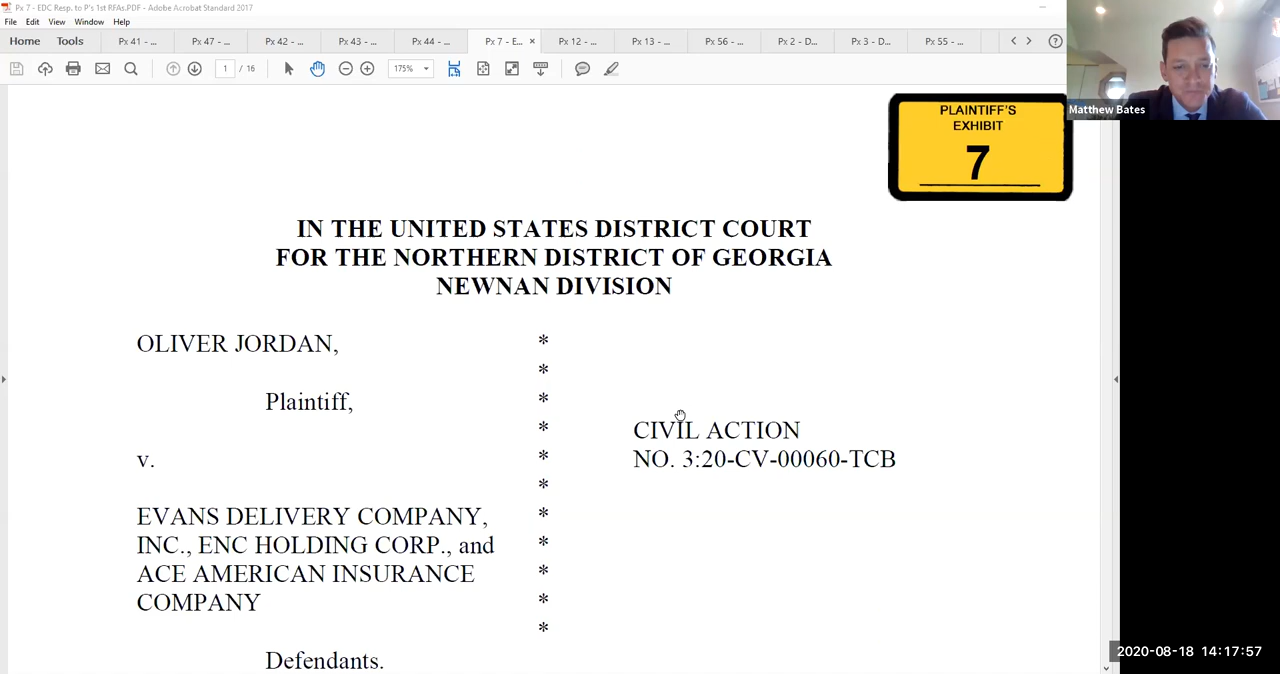 Px 7 - EDC Resp. to P's 1st RFAs.PDF - Adobe Acrobat Standard 2017
File Edit View Window Help
Home Tools Px 41 - ... Px 47 - ... Px 42 - ... Px 43 - ... Px 44 - ... Px 7 - E... × Px 12 - ... Px 13 - ... Px 56 - ... Px 2 - D... Px 3 - D... Px 55 - ...
1 / 16 175%
Matthew Bates
PLAINTIFF'S
EXHIBIT
7
IN THE UNITED STATES DISTRICT COURT
FOR THE NORTHERN DISTRICT OF GEORGIA
NEWNAN DIVISION
OLIVER JORDAN, *
*
Plaintiff, *
* CIVIL ACTION
v. * NO. 3:20-CV-00060-TCB
*
EVANS DELIVERY COMPANY, *
INC., ENC HOLDING CORP., and *
ACE AMERICAN INSURANCE *
COMPANY *
*
Defendants.
2020-08-18 14:17:57